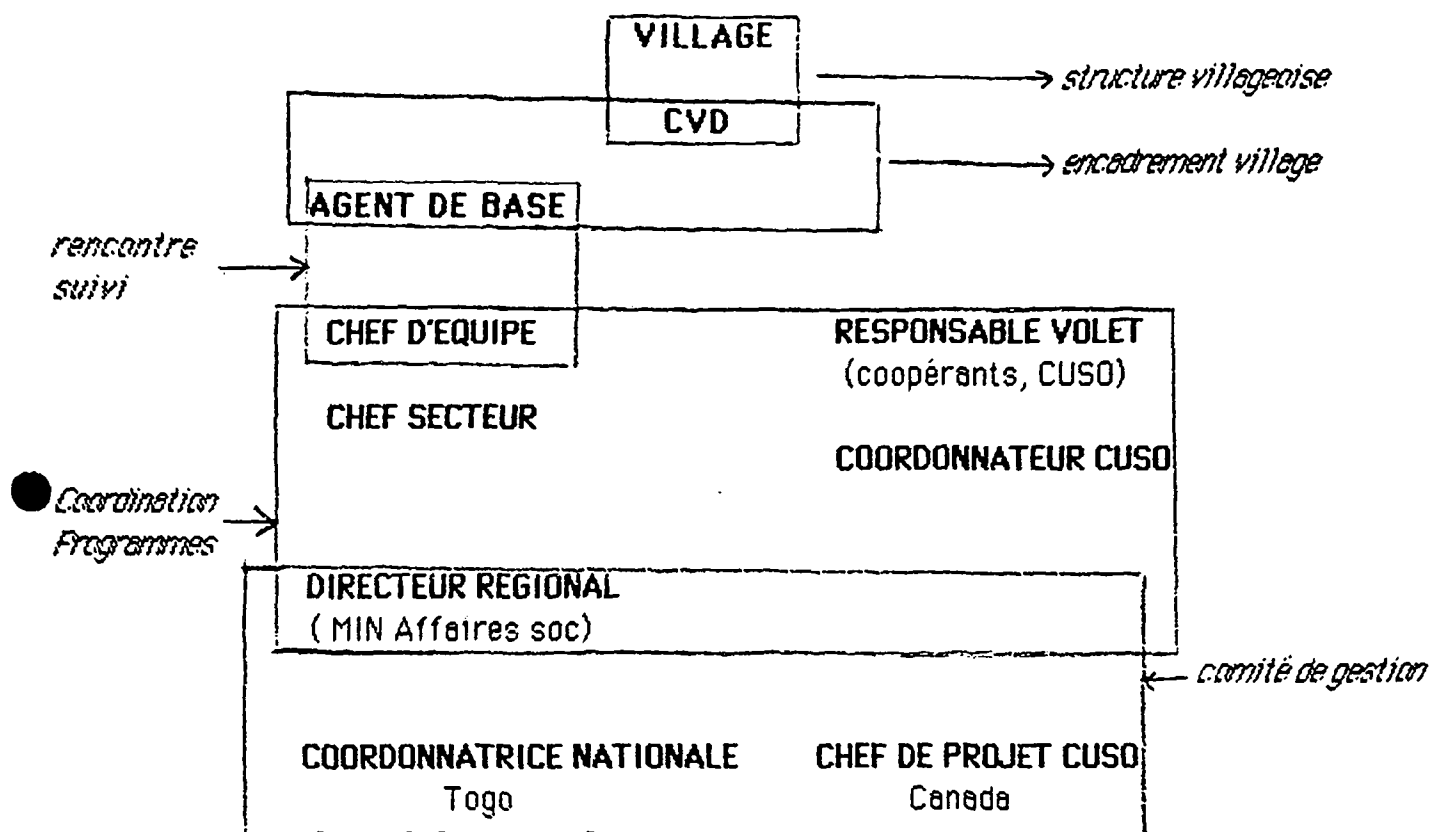 VILLAGE
structure villageoise
CVD
encadrement village
AGENT DE BASE
rencontre
suivi
CHEF D'EQUIPE
RESPONSABLE VOLET
(coopérants, CUSO)
CHEF SECTEUR
COORDONNATEUR CUSO
Coordination
Programmes
DIRECTEUR REGIONAL
( MIN Affaires soc)
comité de gestion
COORDONNATRICE NATIONALE
CHEF DE PROJET CUSO
Togo
Canada